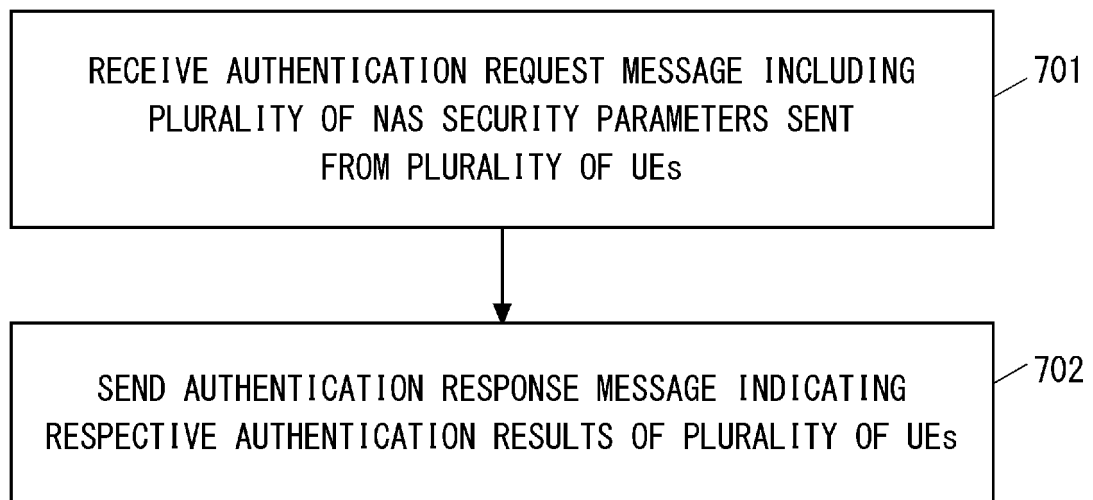 RECEIVE AUTHENTICATION REQUEST MESSAGE INCLUDING
PLURALITY OF NAS SECURITY PARAMETERS SENT
FROM PLURALITY OF UEs
701
SEND AUTHENTICATION RESPONSE MESSAGE INDICATING
RESPECTIVE AUTHENTICATION RESULTS OF PLURALITY OF UEs
702